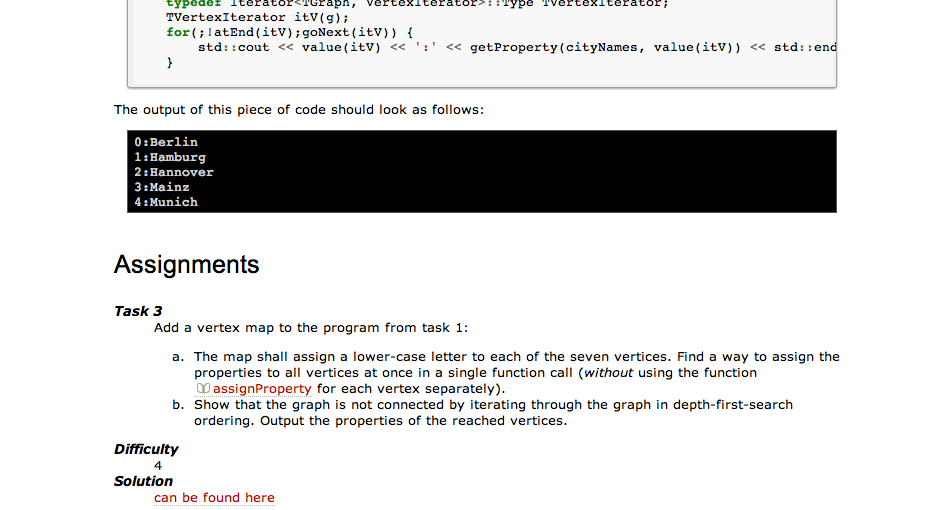 typedef Iterator<TGraph, VertexIterator>::Type TVertexIterator;
TVertexIterator itV(g);
for(;!atEnd(itV);goNext(itV)) {
std::cout << value(itV) << ':' << getProperty(cityNames, value(itV)) << std::end
}
The output of this piece of code should look as follows:
0:Berlin
1:Hamburg
2:Hannover
3:Mainz
4:Munich
Assignments
Task 3
Add a vertex map to the program from task 1:
a. The map shall assign a lower-case letter to each of the seven vertices. Find a way to assign the
properties to all vertices at once in a single function call (without using the function
assignProperty for each vertex separately).
b. Show that the graph is not connected by iterating through the graph in depth-first-search
ordering. Output the properties of the reached vertices.
Difficulty
4
Solution
can be found here